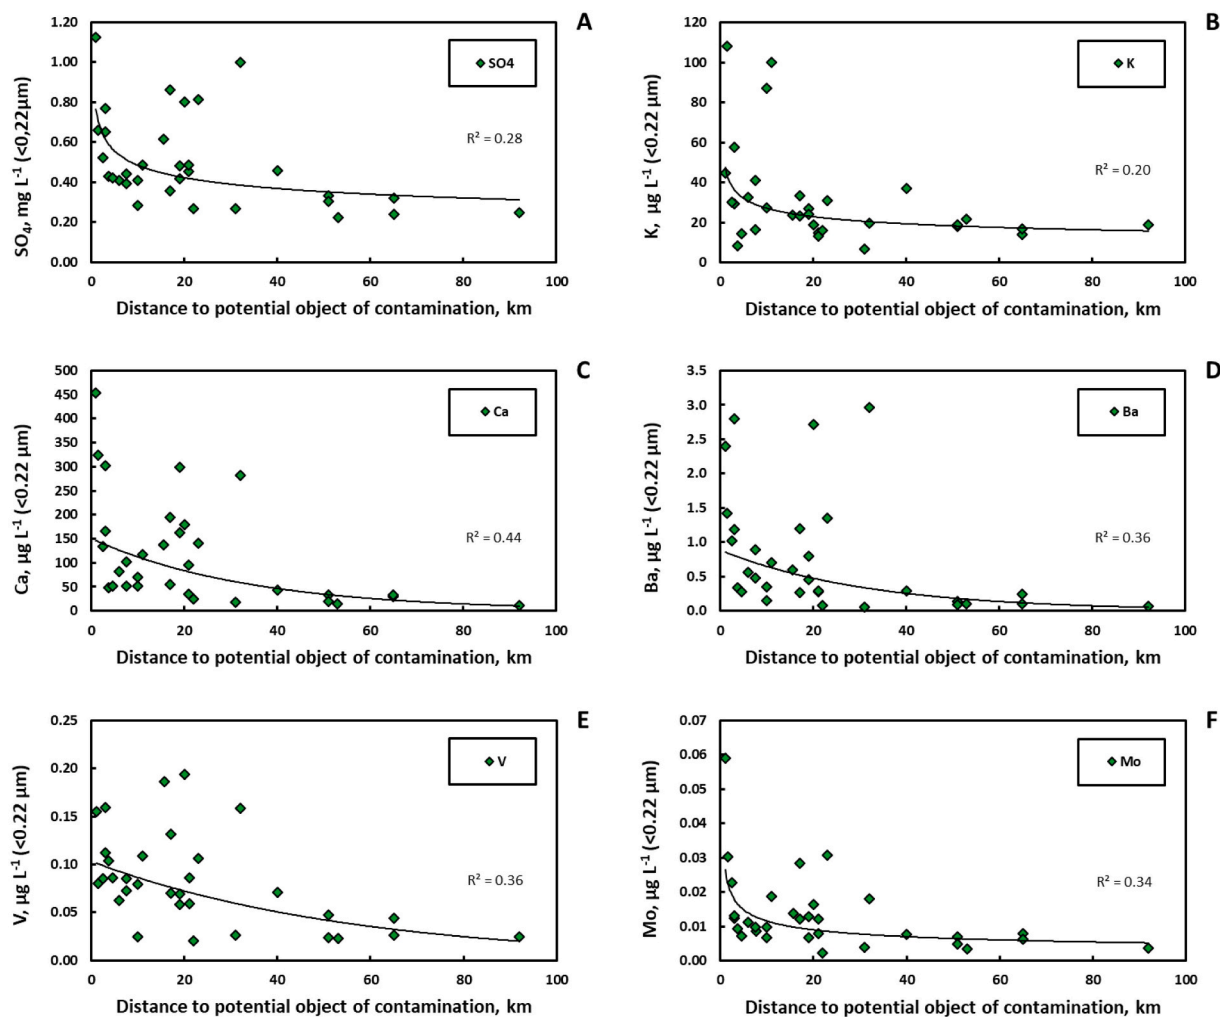 A
1.20
1.00
0.80
0.60
0.40
0.20
0.00
SO₄, mg L⁻¹ (<0,22µm)
SO4
R² = 0.28
0 20 40 60 80 100
Distance to potential object of contamination, km
B
120
100
80
60
40
20
0
K, µg L⁻¹ (<0.22 µm)
K
R² = 0.20
0 20 40 60 80 100
Distance to potential object of contamination, km
C
500
450
400
350
300
250
200
150
100
50
0
Ca, µg L⁻¹ (<0.22 µm)
Ca
R² = 0.44
0 20 40 60 80 100
Distance to potential object of contamination, km
D
3.5
3.0
2.5
2.0
1.5
1.0
0.5
0.0
Ba, µg L⁻¹ (<0.22 µm)
Ba
R² = 0.36
0 20 40 60 80 100
Distance to potential object of contamination, km
E
0.25
0.20
0.15
0.10
0.05
0.00
V, µg L⁻¹ (<0.22 µm)
V
R² = 0.36
0 20 40 60 80 100
Distance to potential object of contamination, km
F
0.07
0.06
0.05
0.04
0.03
0.02
0.01
0.00
Mo, µg L⁻¹ (<0.22 µm)
Mo
R² = 0.34
0 20 40 60 80 100
Distance to potential object of contamination, km